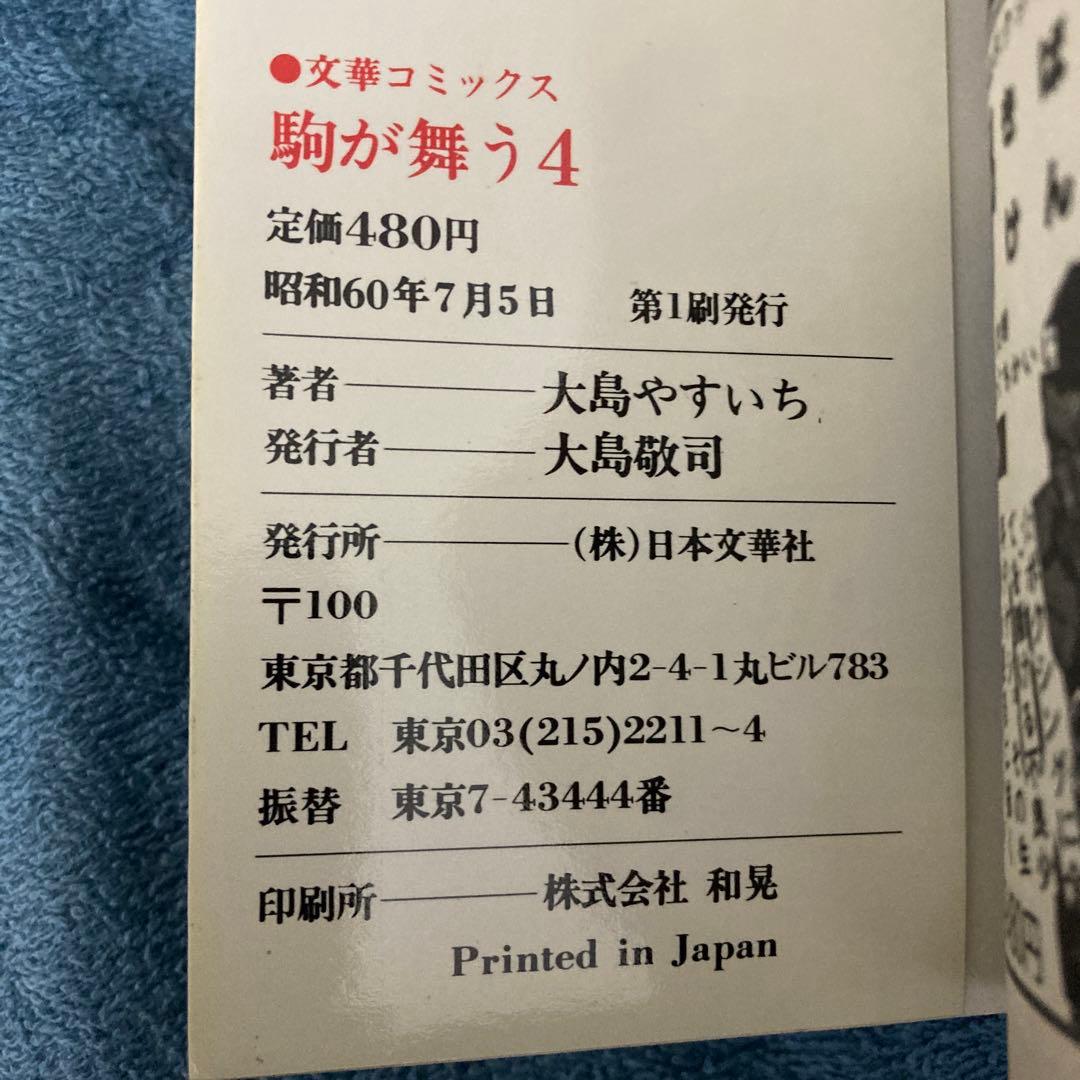 ●文華コミックス
駒が舞う4
定価480円
昭和60年7月5日 第1刷発行
著者―大島やすいち
発行者―大島敬司
発行所―(株)日本文華社
〒100
東京都千代田区丸ノ内2-4-1丸ビル783
TEL 東京03(215)2211～4
振替 東京7-43444番
印刷所―株式会社 和晃
Printed in Japan